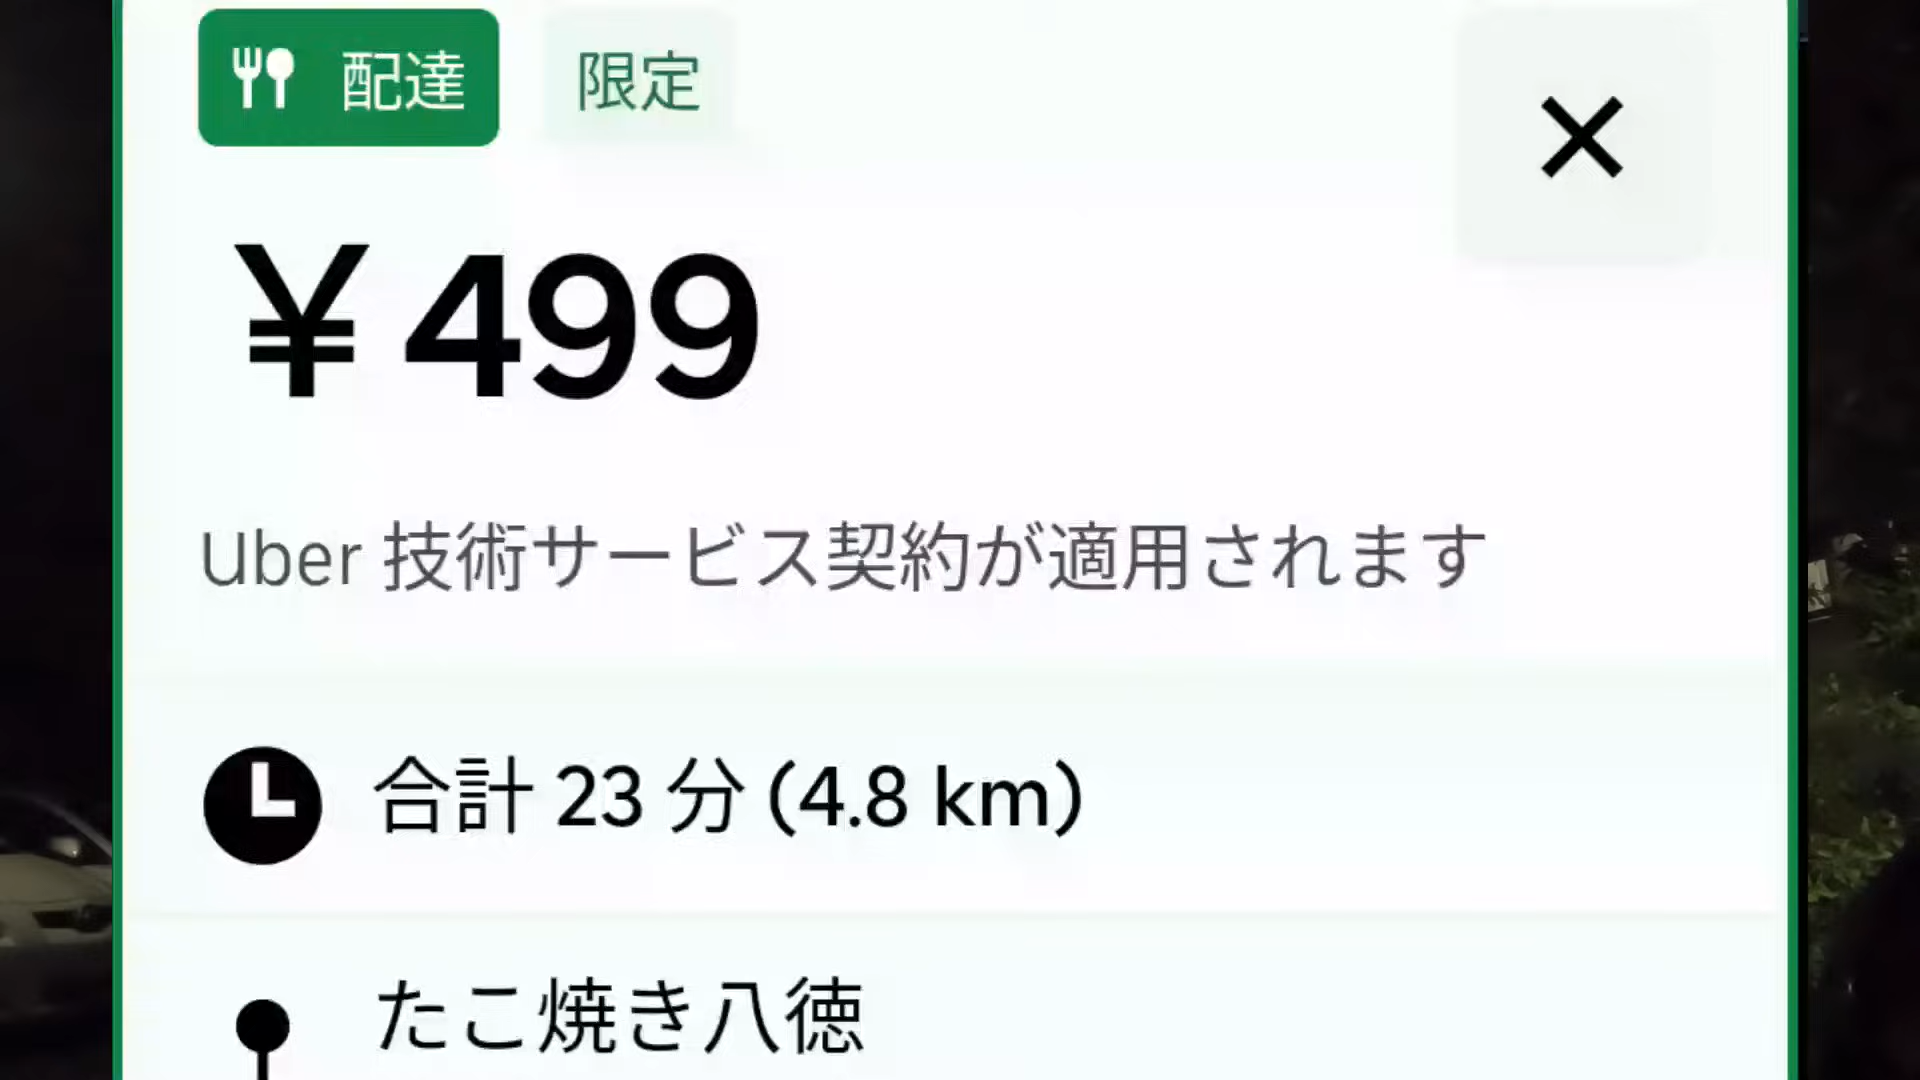 配達 限定
¥499
Uber 技術サービス契約が適用されます
合計 23 分 (4.8 km)
たこ焼き八徳